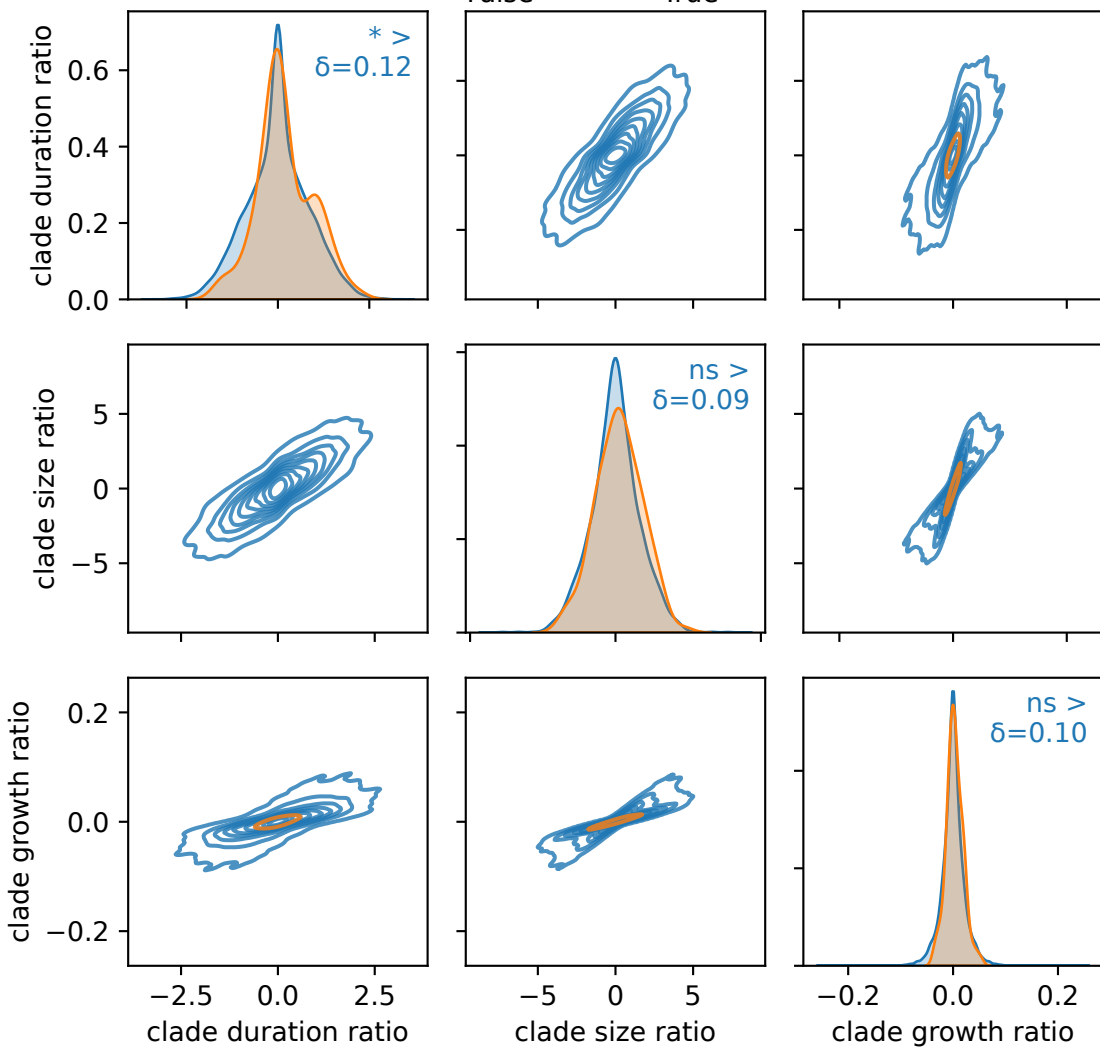 * >
δ=0.12
clade duration ratio
0.6
0.4
0.2
0.0
ns >
δ=0.09
clade size ratio
5
0
−5
ns >
δ=0.10
clade growth ratio
0.2
0.0
−0.2
−2.5 0.0 2.5
−5 0 5
−0.2 0.0 0.2
clade duration ratio
clade size ratio
clade growth ratio